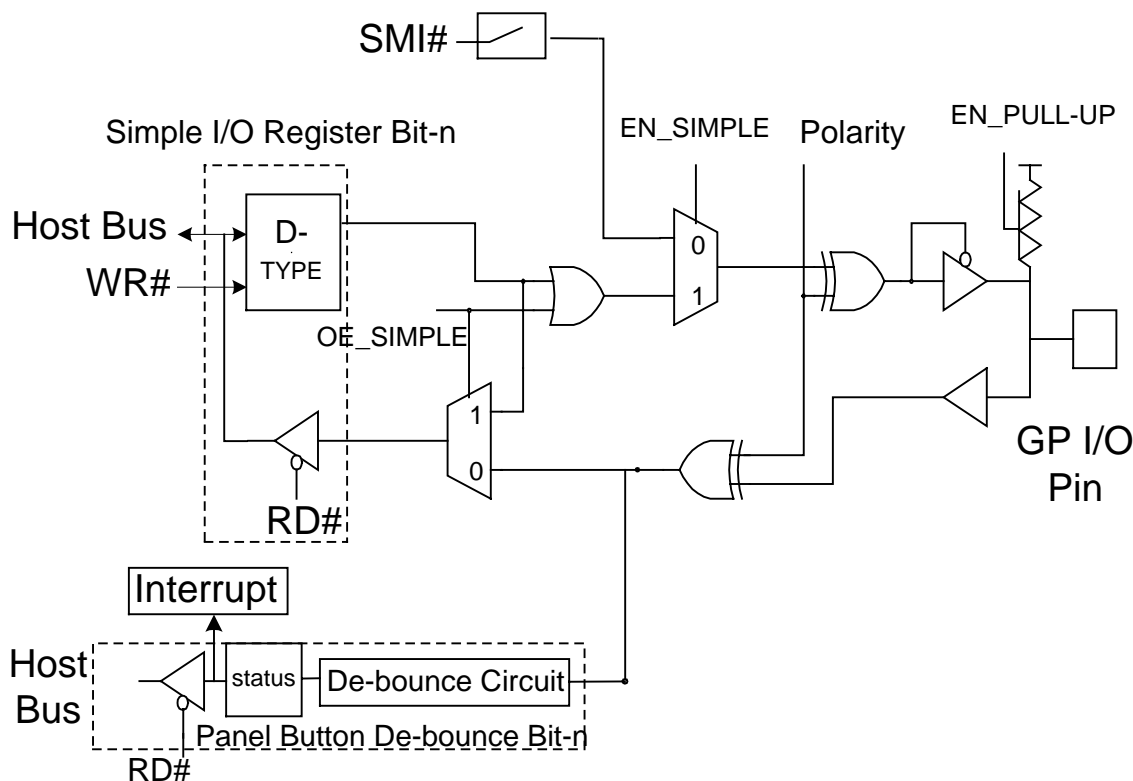 SMI#
EN_SIMPLE
Polarity
EN_PULL-UP
Simple I/O Register Bit-n
Host Bus
WR#
D-
TYPE
0
1
OE_SIMPLE
1
0
RD#
GP I/O
Pin
Interrupt
Host
Bus
status
De-bounce Circuit
Panel Button De-bounce Bit-n
RD#